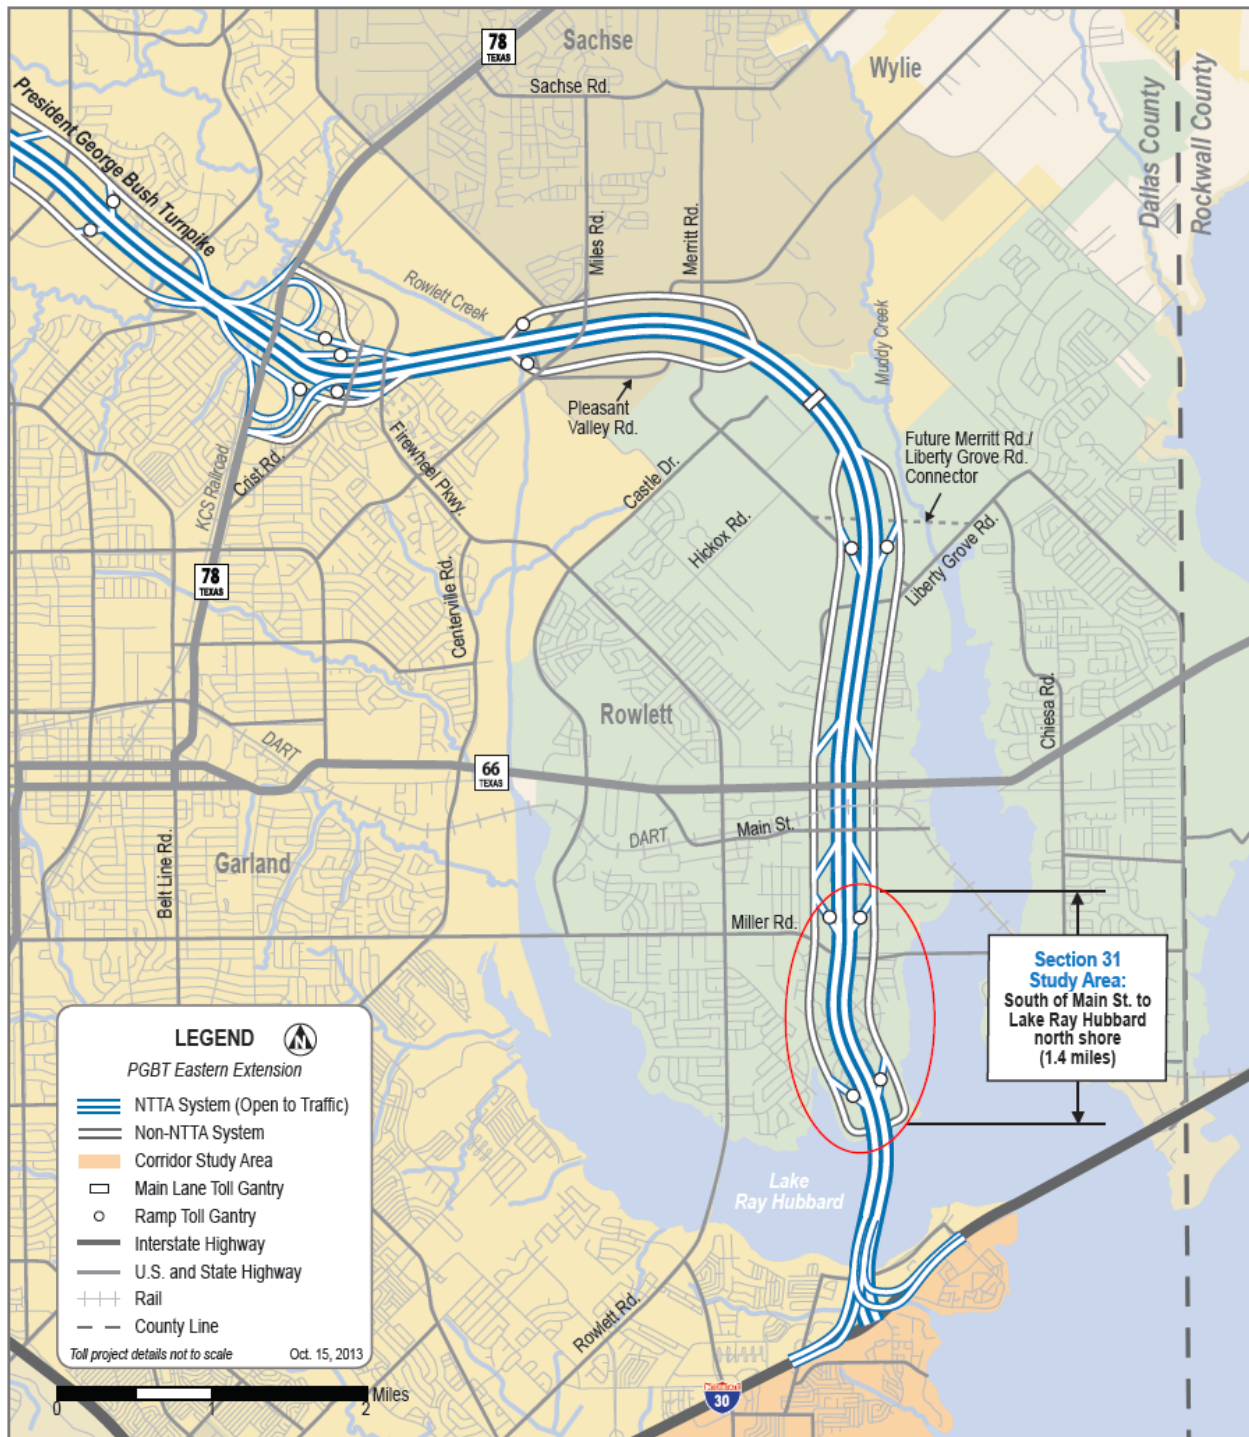 78
TEXAS
Sachse
Sachse Rd.
Wylie
Dallas County
Rockwall County
President George Bush Turnpike
Rowlett Creek
Miles Rd.
Merritt Rd.
Muddy Creek
Pleasant
Valley Rd.
Future Merritt Rd./
Liberty Grove Rd.
Connector
KCS Railroad
Crist Rd.
Firewheel Pkwy.
Castle Dr.
Hickox Rd.
Liberty Grove Rd.
78
TEXAS
Centerville Rd.
Rowlett
Chiesa Rd.
DART
66
TEXAS
DART
Main St.
Belt Line Rd.
Garland
Miller Rd.
Section 31
Study Area:
South of Main St. to
Lake Ray Hubbard
north shore
(1.4 miles)
Lake
Ray Hubbard
Rowlett Rd.
30
LEGEND
N
PGBT Eastern Extension
NTTA System (Open to Traffic)
Non-NTTA System
Corridor Study Area
Main Lane Toll Gantry
Ramp Toll Gantry
Interstate Highway
U.S. and State Highway
Rail
County Line
Toll project details not to scale
Oct. 15, 2013
Miles
0
1
2